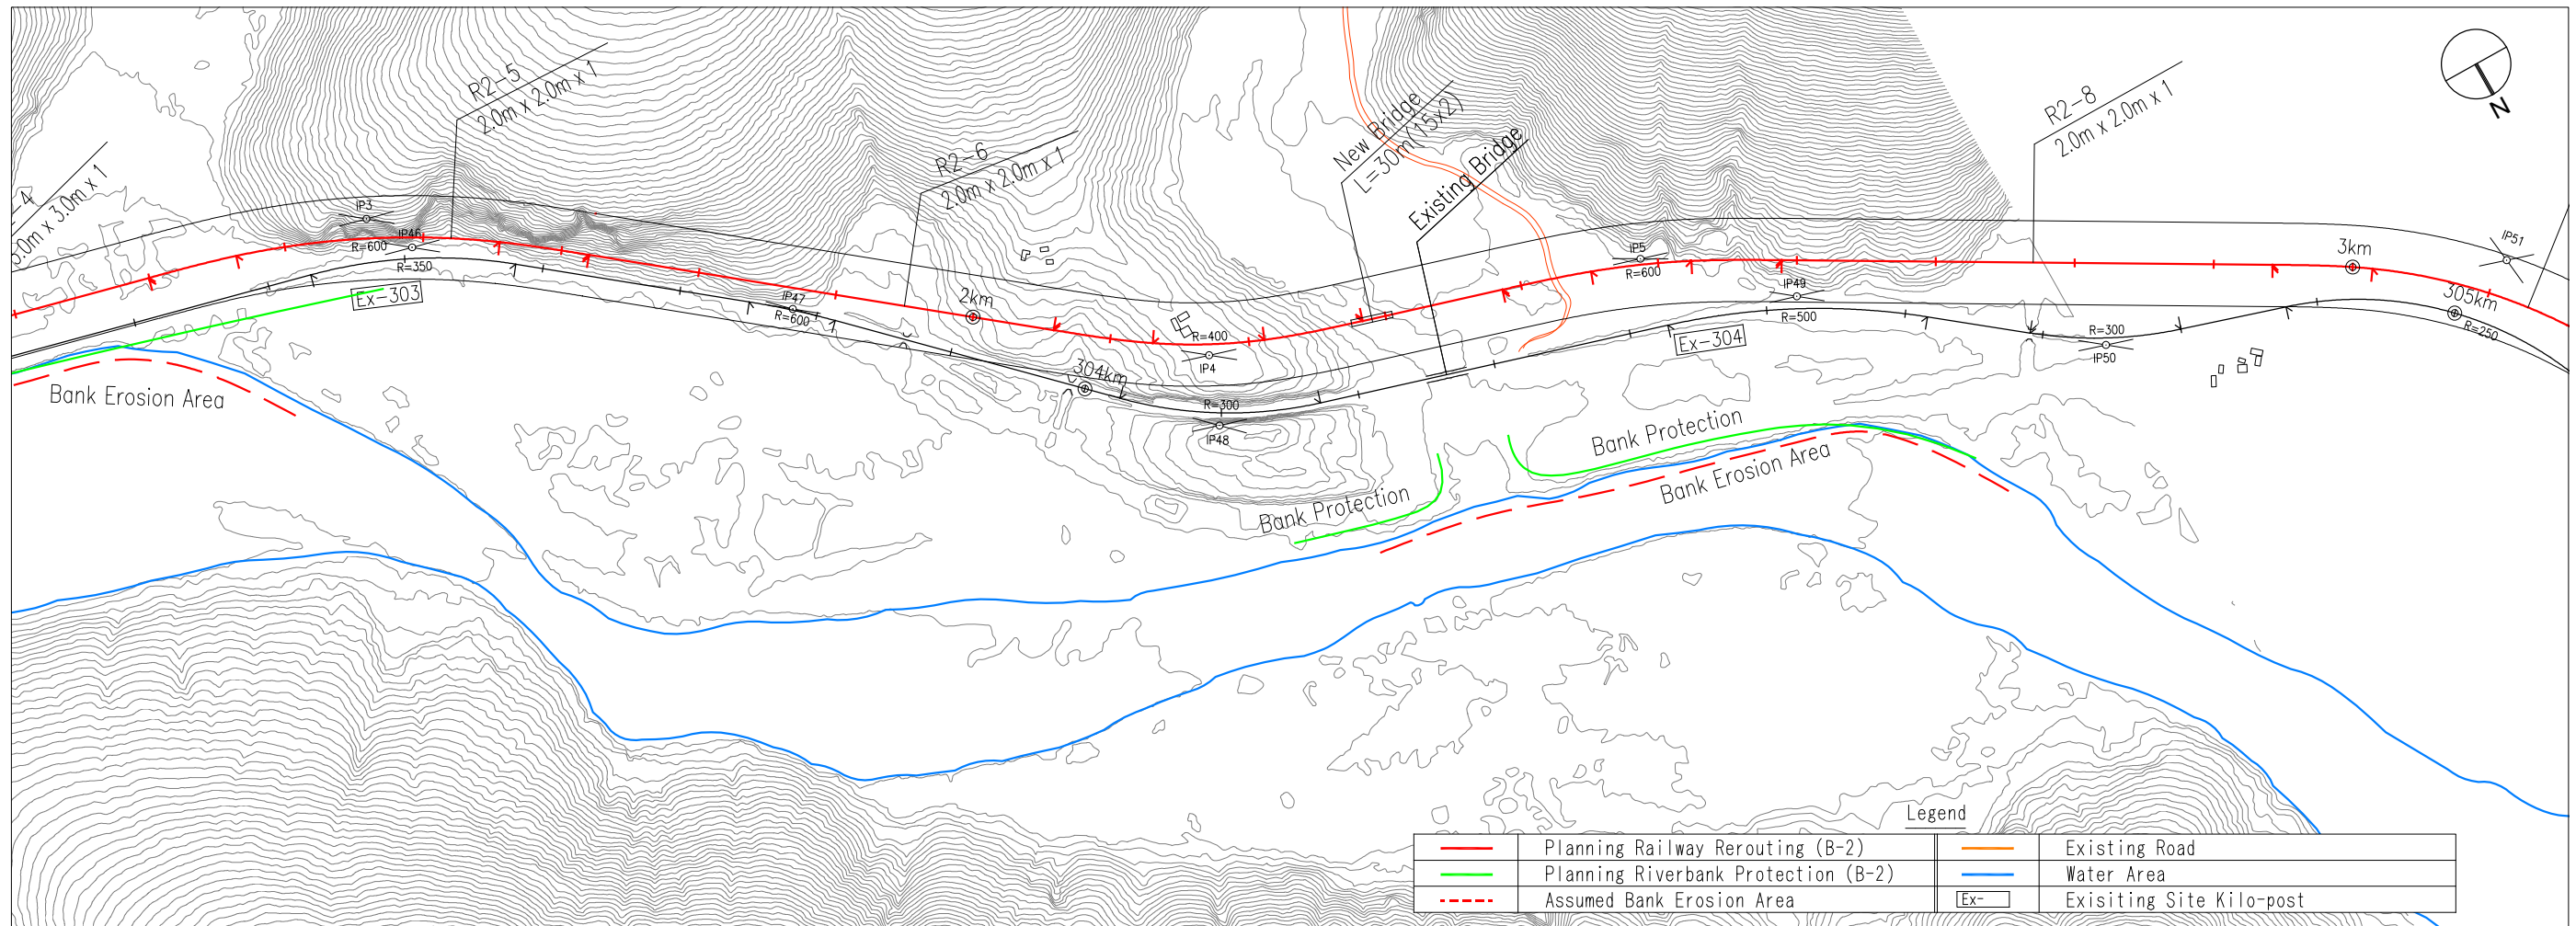 -4
3.0m x 1
R2-5
2.0m x 2.0m x 1
R2-6
2.0m x 2.0m x 1
New Bridge
L=30m(15x2)
Existing Bridge
R2-8
2.0m x 2.0m x 1
N
IP3
R=600
IP46
R=350
Ex-303
IP47
R=600
2km
304km
R=400
IP4
R=300
IP48
IP5
R=600
IP49
R=500
Ex-304
R=300
IP50
3km
IP51
305km
R=250
Bank Erosion Area
Bank Protection
Bank Protection
Bank Erosion Area
Legend
Planning Railway Rerouting (B-2)
Existing Road
Planning Riverbank Protection (B-2)
Water Area
Assumed Bank Erosion Area
Ex-
Exisiting Site Kilo-post